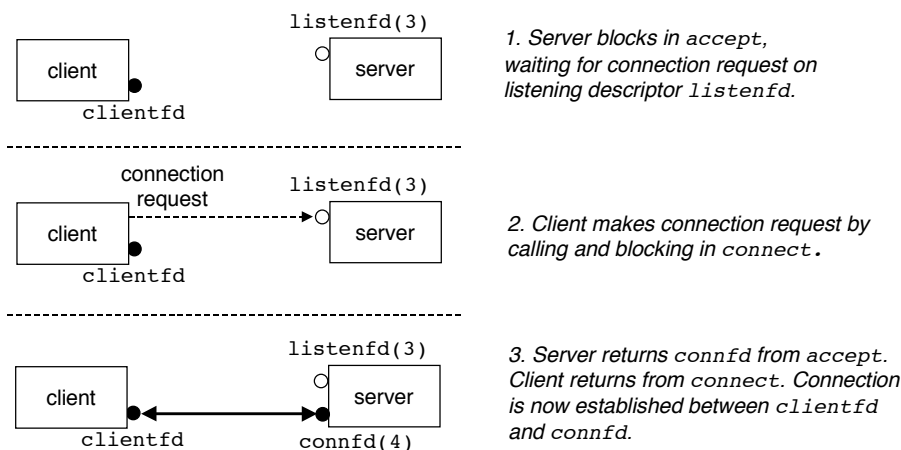 listenfd(3)
client
server
clientfd
1. Server blocks in accept,
waiting for connection request on
listening descriptor listenfd.
connection
request
listenfd(3)
client
server
clientfd
2. Client makes connection request by
calling and blocking in connect.
listenfd(3)
client
server
clientfd
connfd(4)
3. Server returns connfd from accept.
Client returns from connect. Connection
is now established between clientfd
and connfd.